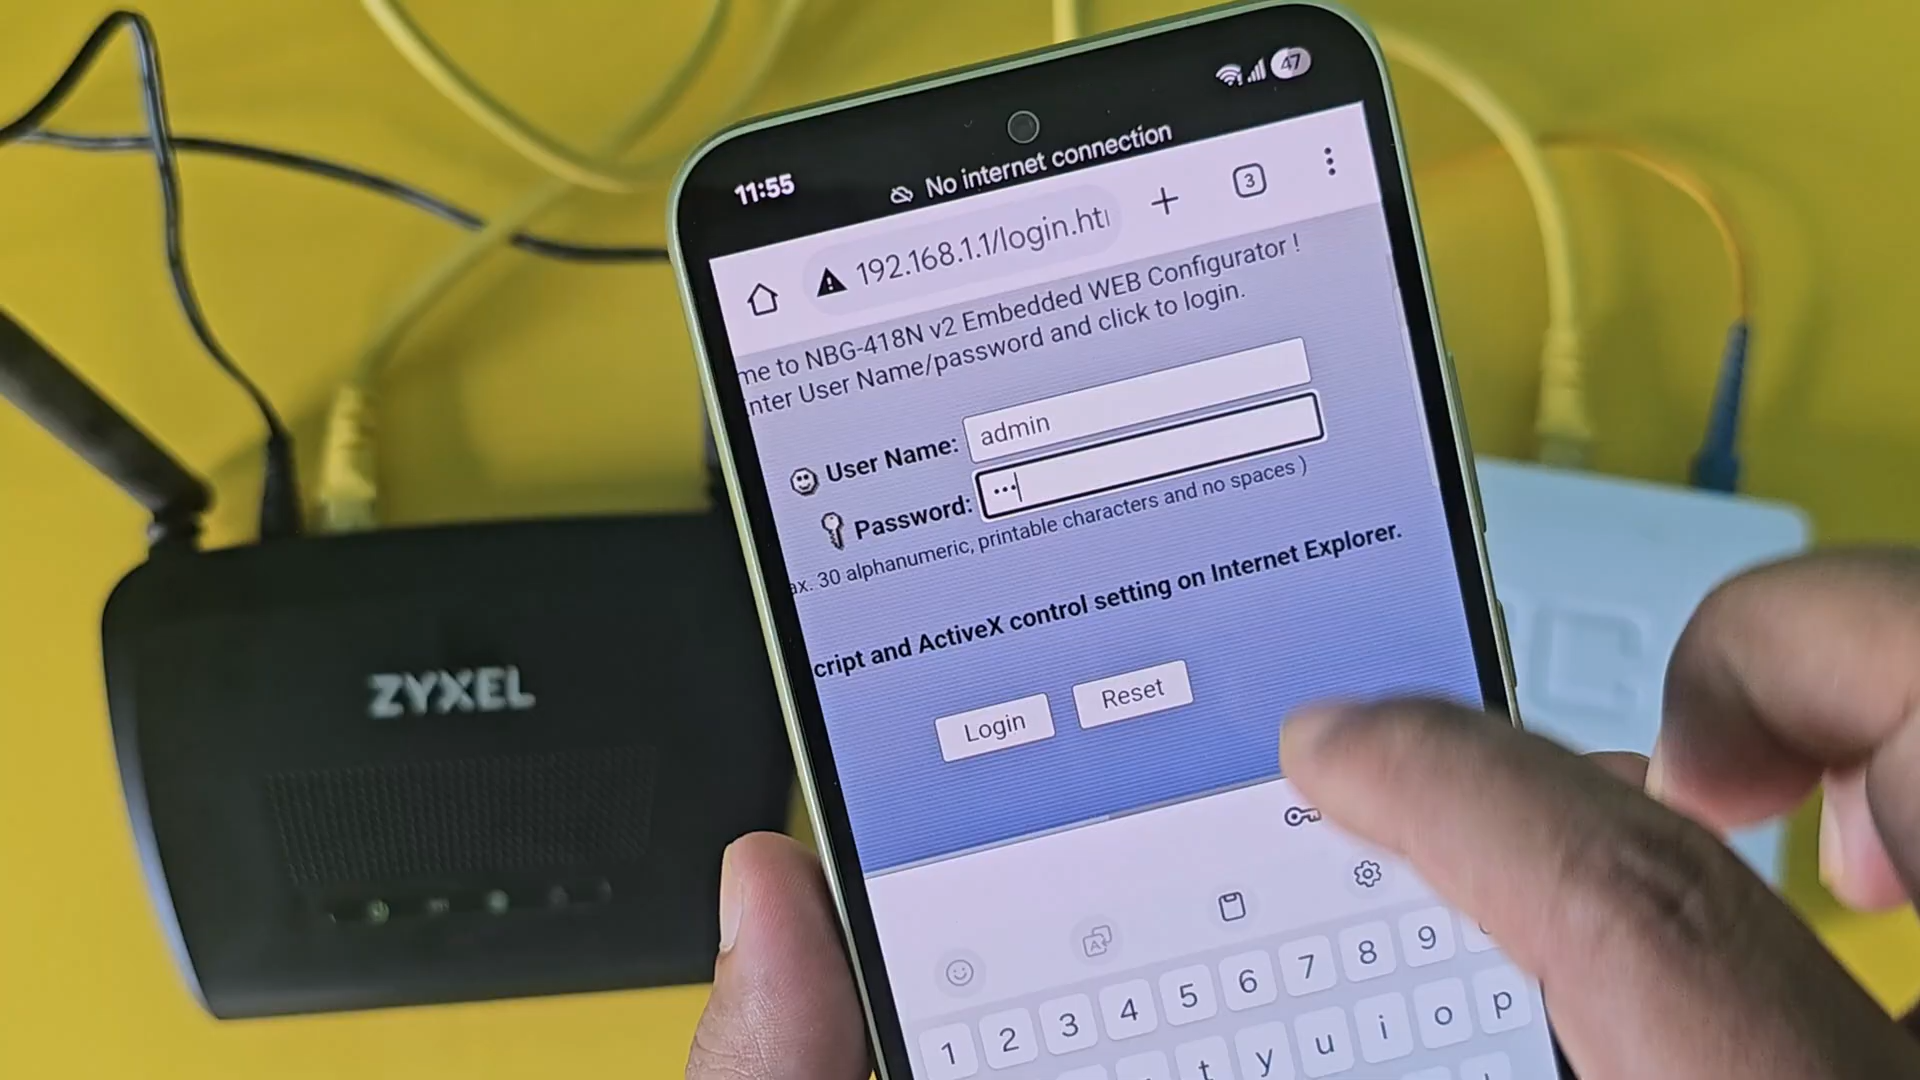 47
11:55
No internet connection
3
192.168.1.1/login.ht
me to NBG-418N v2 Embedded WEB Configurator !
nter User Name/password and click to login.
User Name: admin
Password: •••
ax. 30 alphanumeric, printable characters and no spaces )
cript and ActiveX control setting on Internet Explorer.
Login Reset
ZYXEL
C
1 2 3 4 5 6 7 8 9
t y u i o p